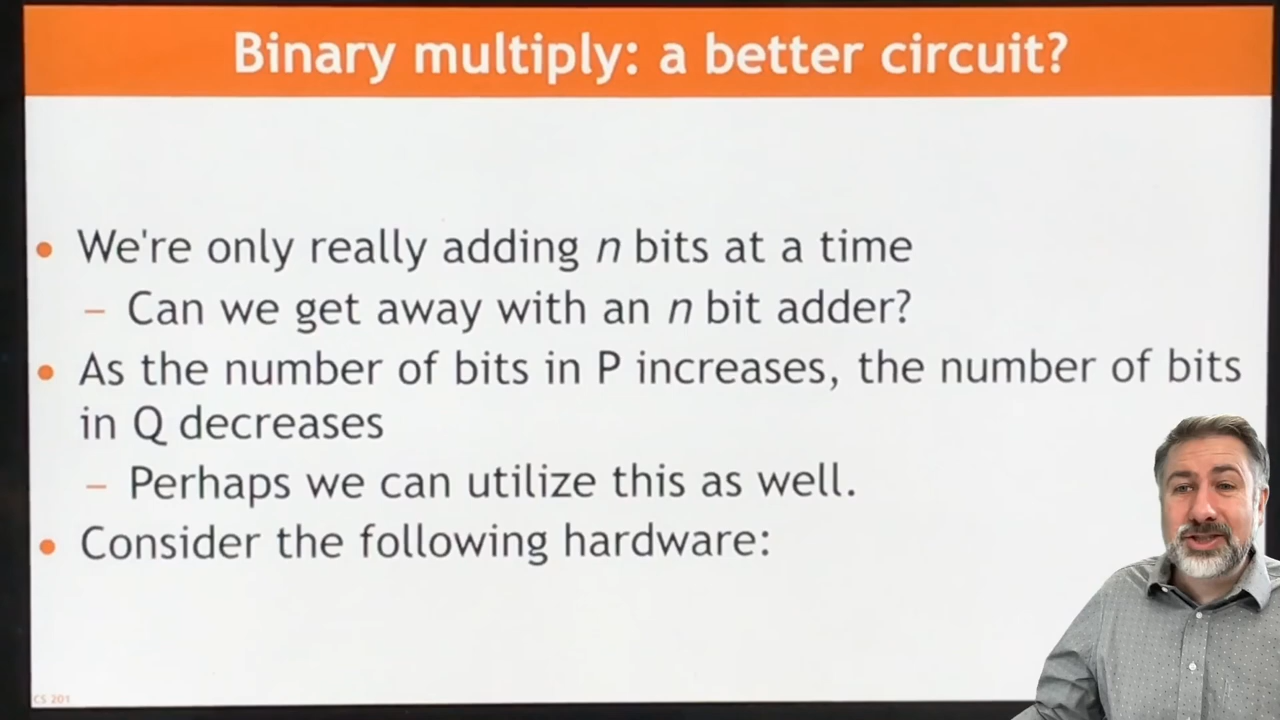 Binary multiply: a better circuit?
• We're only really adding n bits at a time
– Can we get away with an n bit adder?
• As the number of bits in P increases, the number of bits
in Q decreases
– Perhaps we can utilize this as well.
• Consider the following hardware:
CS 201